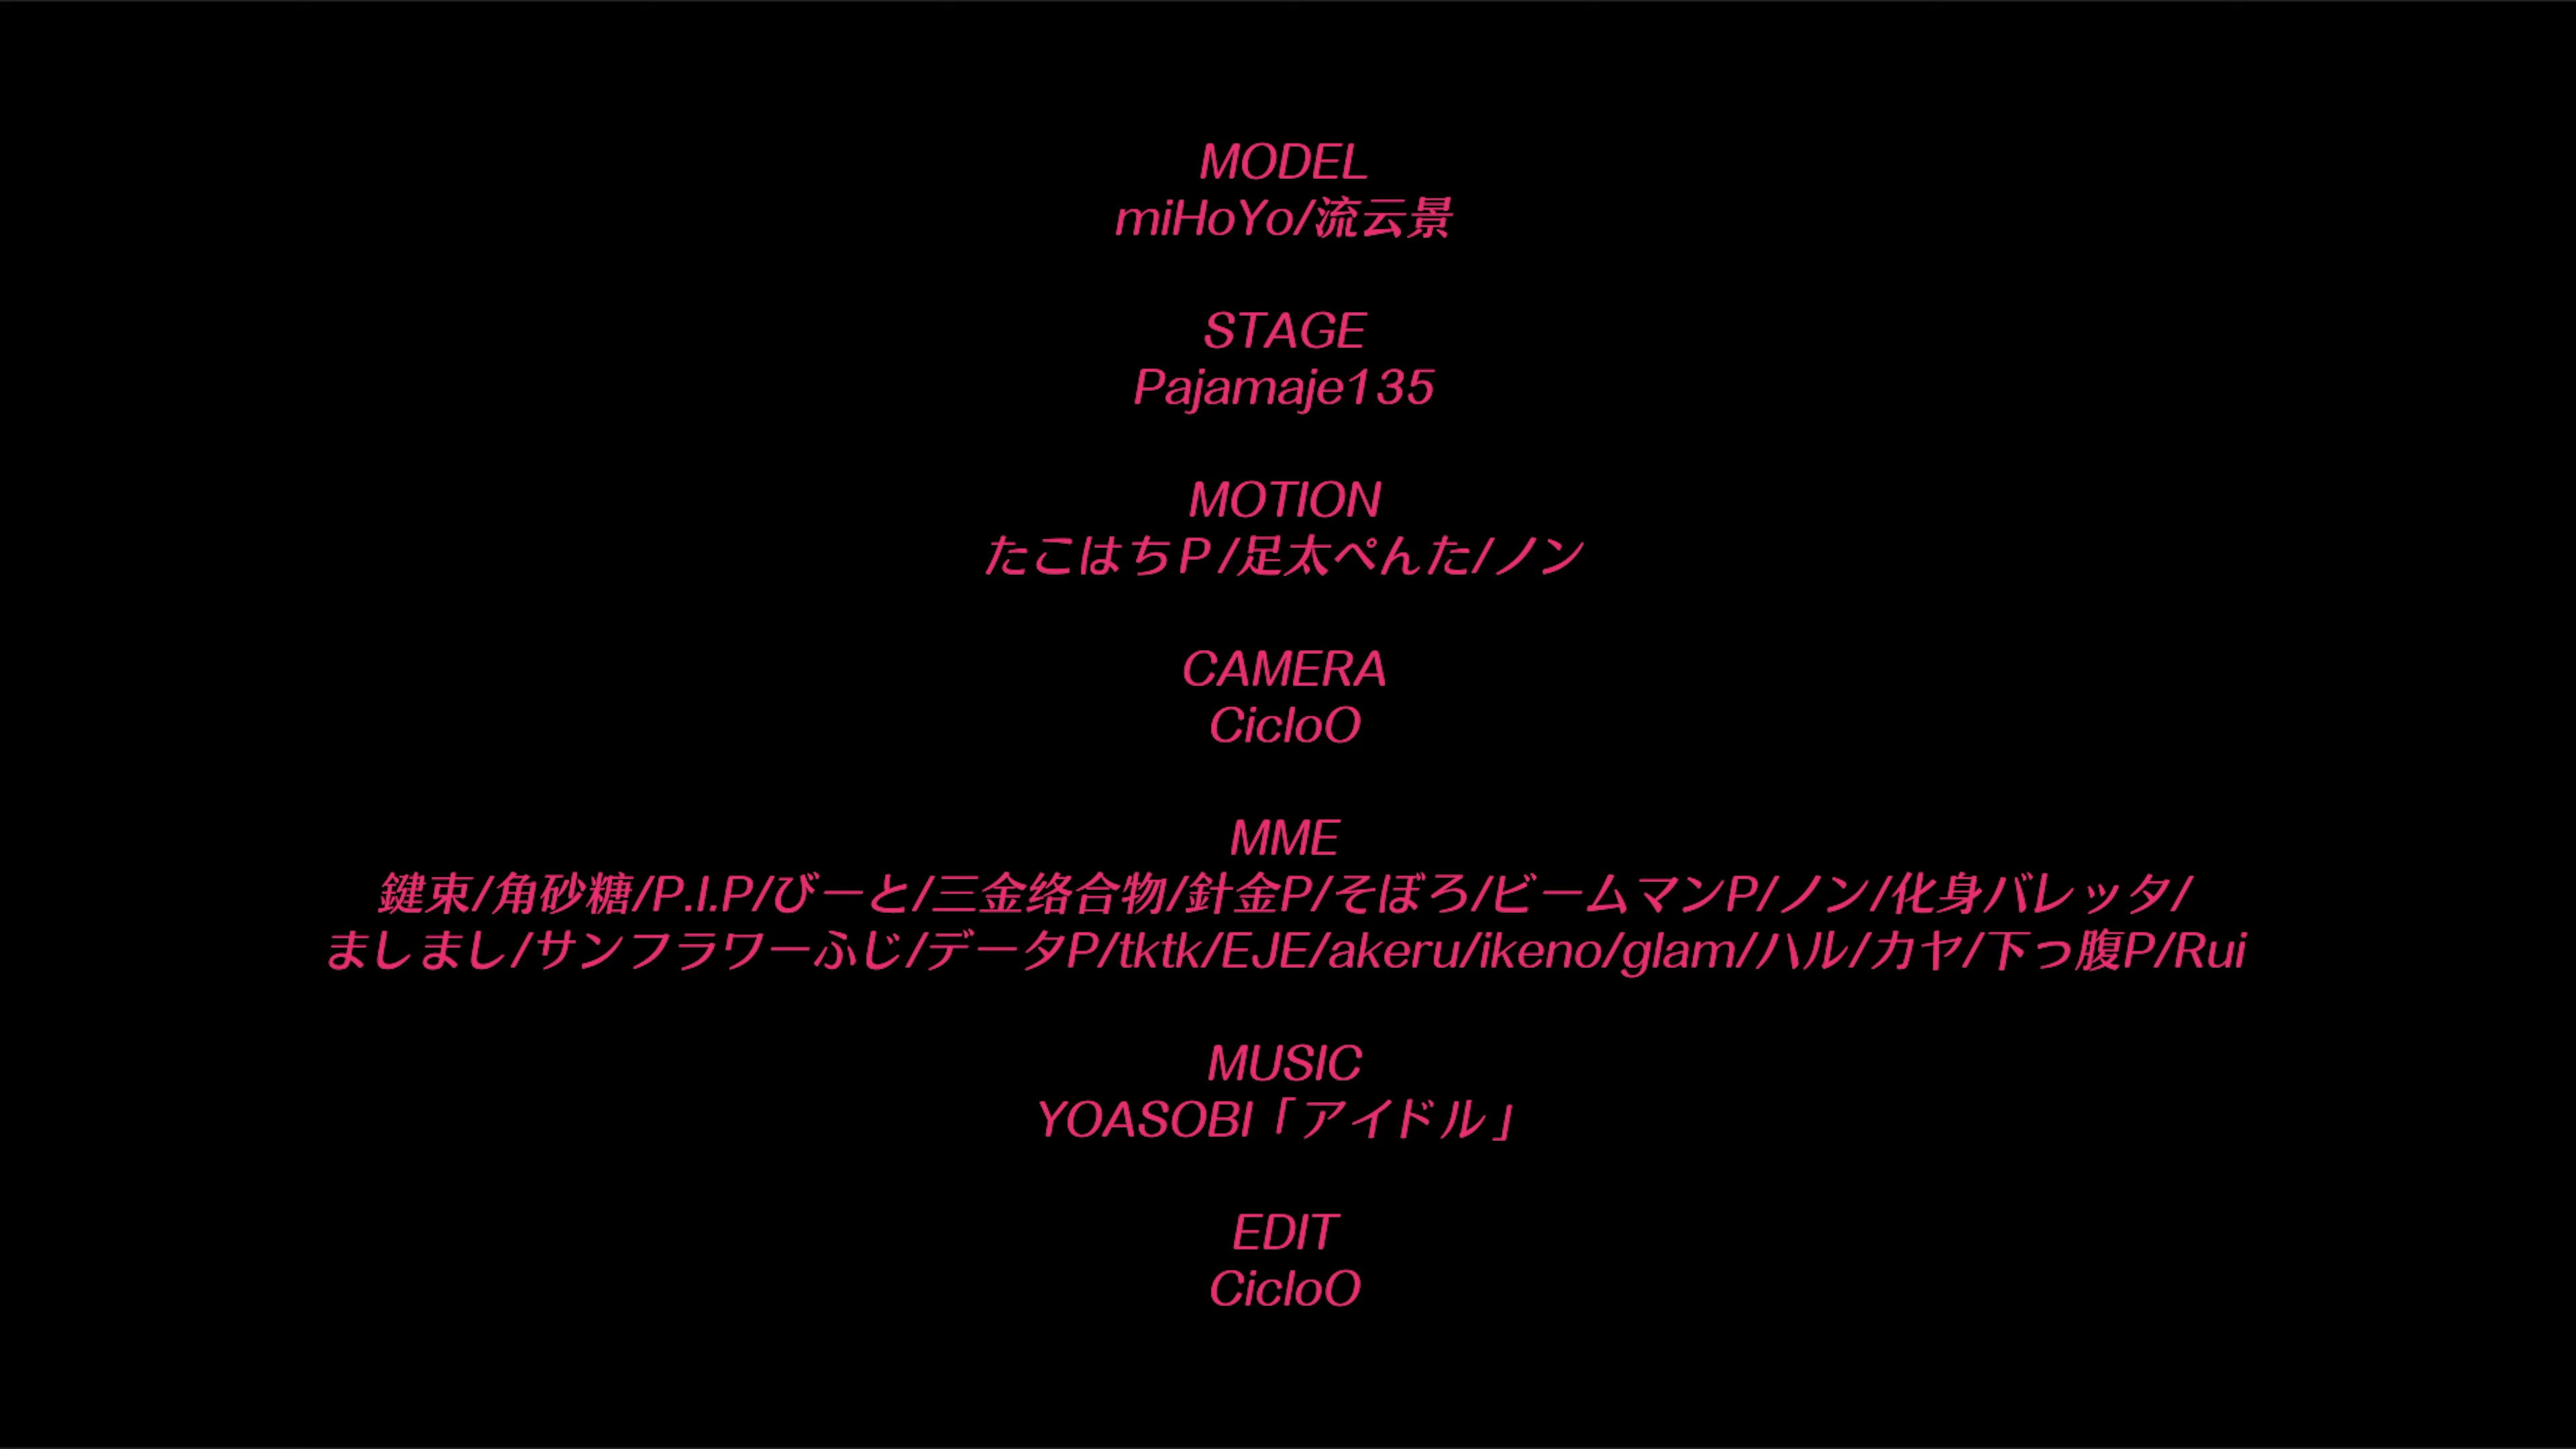 MODEL
miHoYo/流云景
STAGE
Pajamaje135
MOTION
たこはちＰ/足太ぺんた/ノン
CAMERA
CicloO
MME
鍵束/角砂糖/P.I.P/びーと/三金络合物/針金P/そぼろ/ビームマンP/ノン/化身バレッタ/
ましまし/サンフラワーふじ/データP/tktk/EJE/akeru/ikeno/glam/ハル/カヤ/下っ腹P/Rui
MUSIC
YOASOBI「アイドル」
EDIT
CicloO